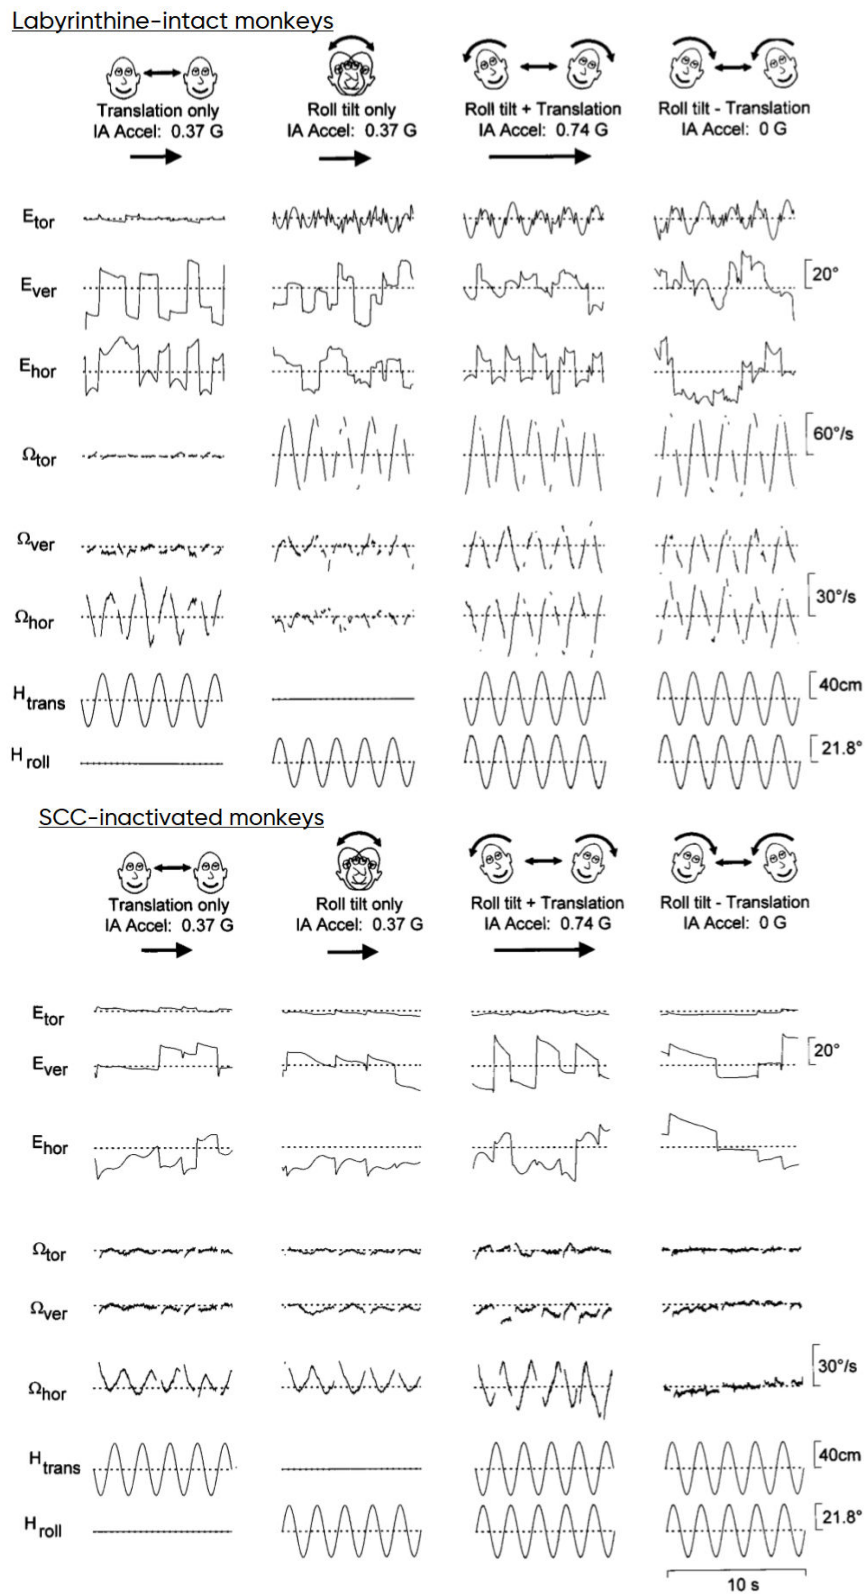 Labyrinthine-intact monkeys
Translation only
IA Accel: 0.37 G
Roll tilt only
IA Accel: 0.37 G
Roll tilt + Translation
IA Accel: 0.74 G
Roll tilt - Translation
IA Accel: 0 G
Etor
Ever
20°
Ehor
Ωtor
60°/s
Ωver
Ωhor
30°/s
Htrans
40cm
H roll
21.8°
SCC-inactivated monkeys
Translation only
IA Accel: 0.37 G
Roll tilt only
IA Accel: 0.37 G
Roll tilt + Translation
IA Accel: 0.74 G
Roll tilt - Translation
IA Accel: 0 G
Etor
Ever
20°
Ehor
Ωtor
Ωver
Ωhor
30°/s
Htrans
40cm
H roll
21.8°
10 s